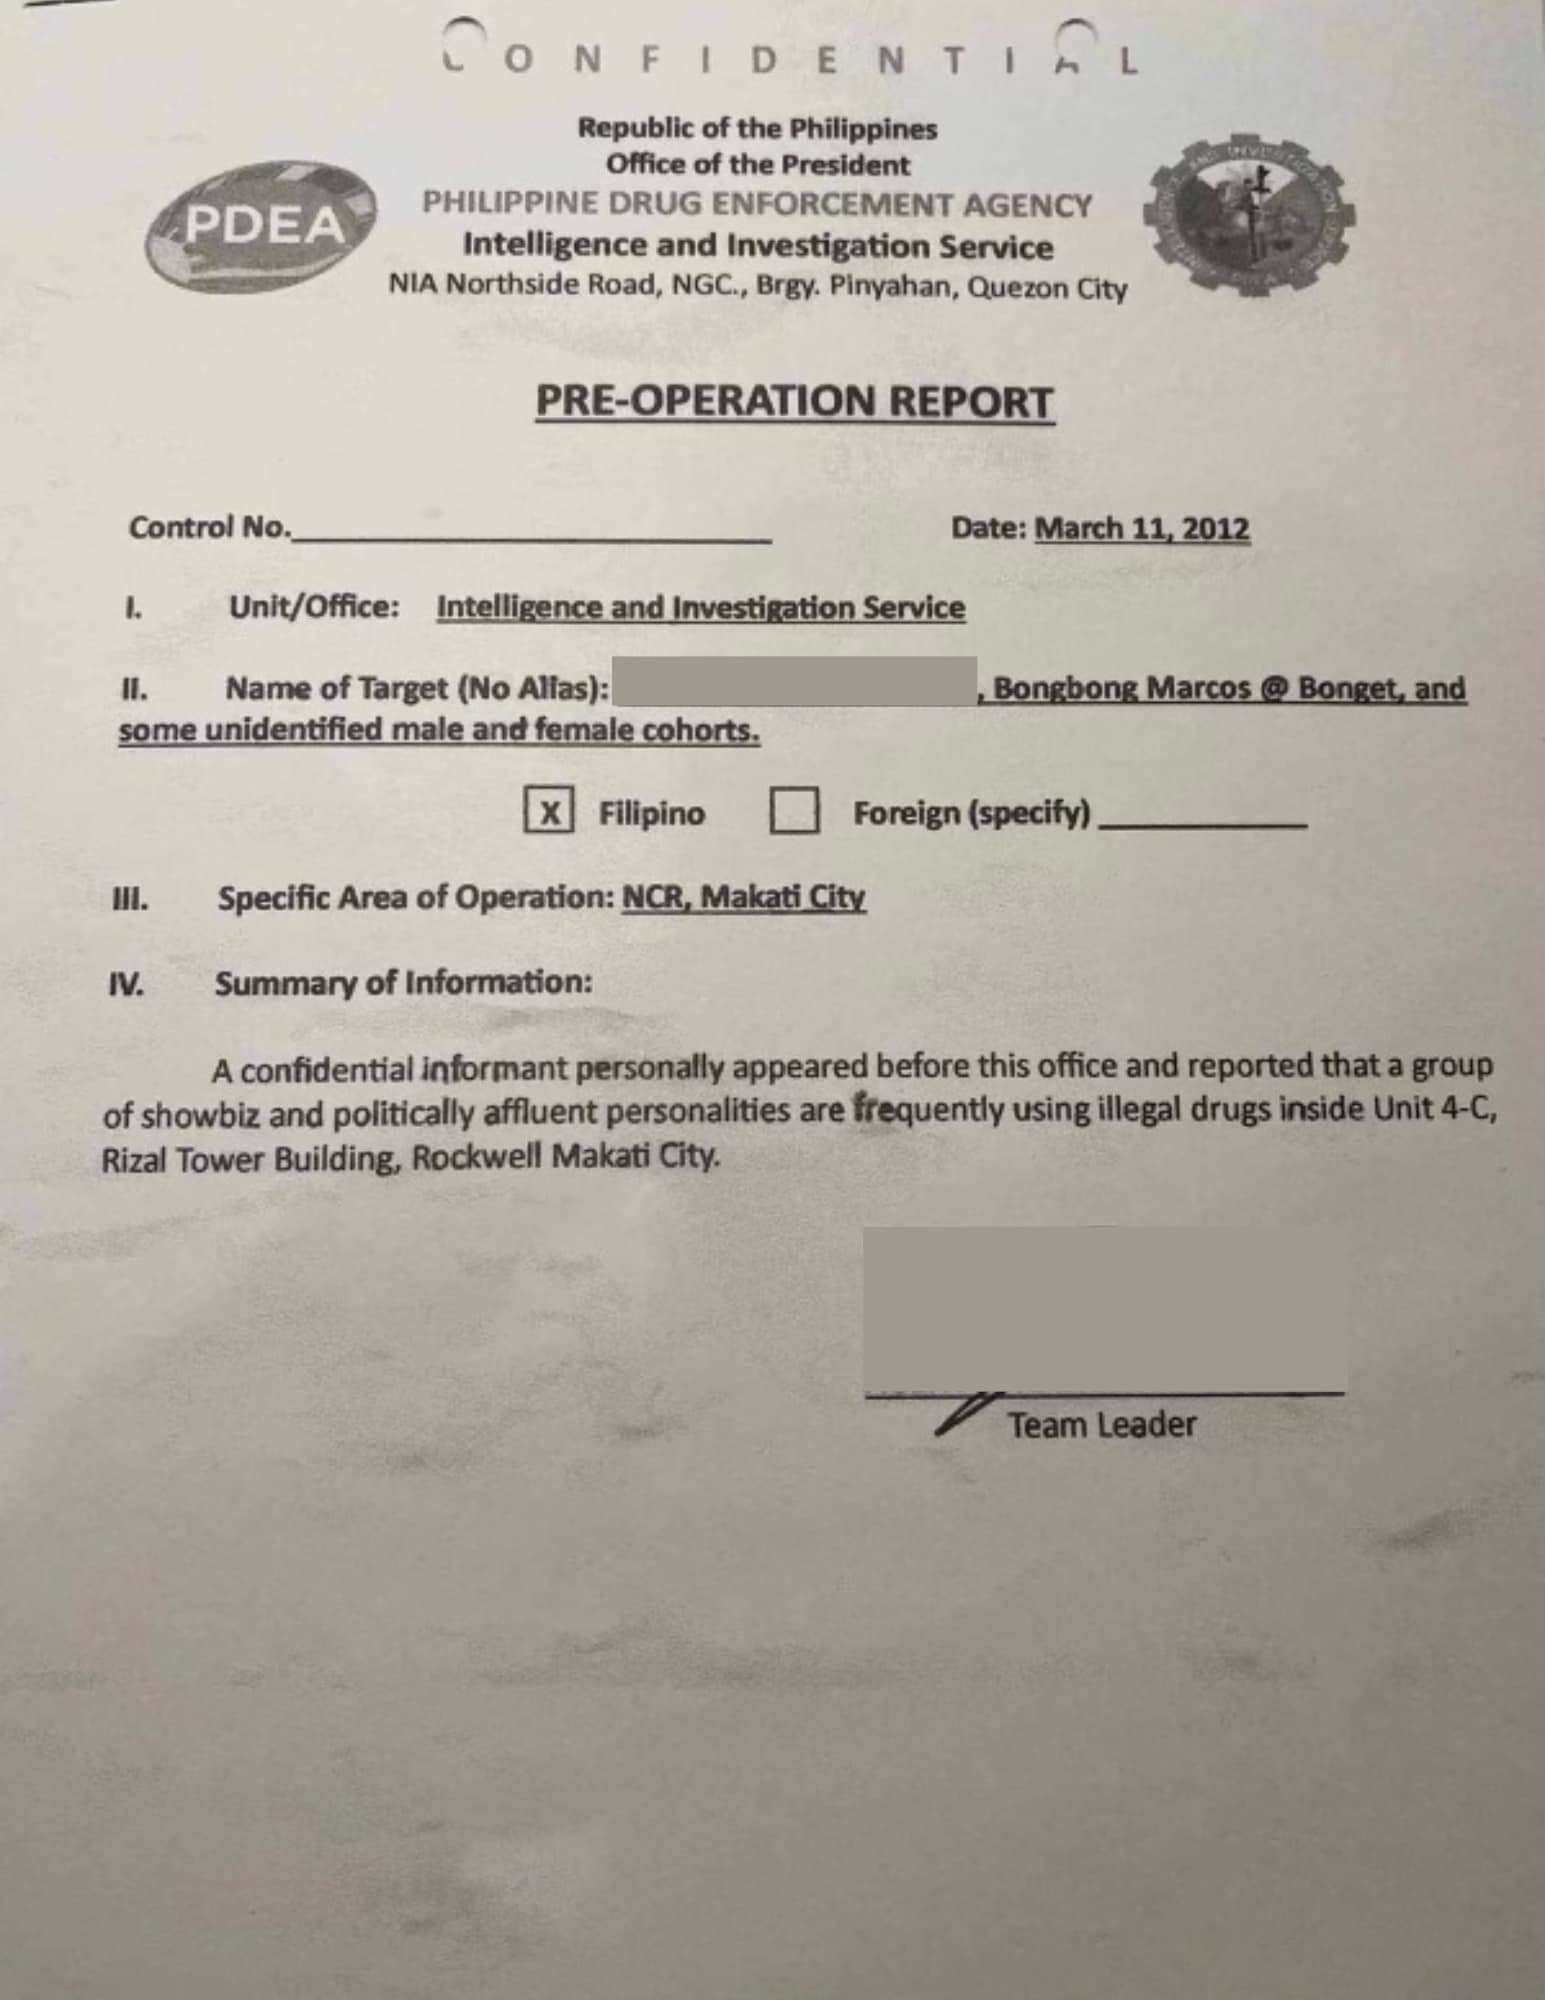 CONFIDENTIAL
Republic of the Philippines
Office of the President
PHILIPPINE DRUG ENFORCEMENT AGENCY
Intelligence and Investigation Service
NIA Northside Road, NGC., Brgy. Pinyahan, Quezon City
PDEA
PRE-OPERATION REPORT
Control No.
Date: March 11, 2012
I. Unit/Office: Intelligence and Investigation Service
II. Name of Target (No Alias): , Bongbong Marcos @ Bonget, and
some unidentified male and female cohorts.
X Filipino Foreign (specify)
III. Specific Area of Operation: NCR, Makati City
IV. Summary of Information:
A confidential informant personally appeared before this office and reported that a group
of showbiz and politically affluent personalities are frequently using illegal drugs inside Unit 4-C,
Rizal Tower Building, Rockwell Makati City.
Team Leader